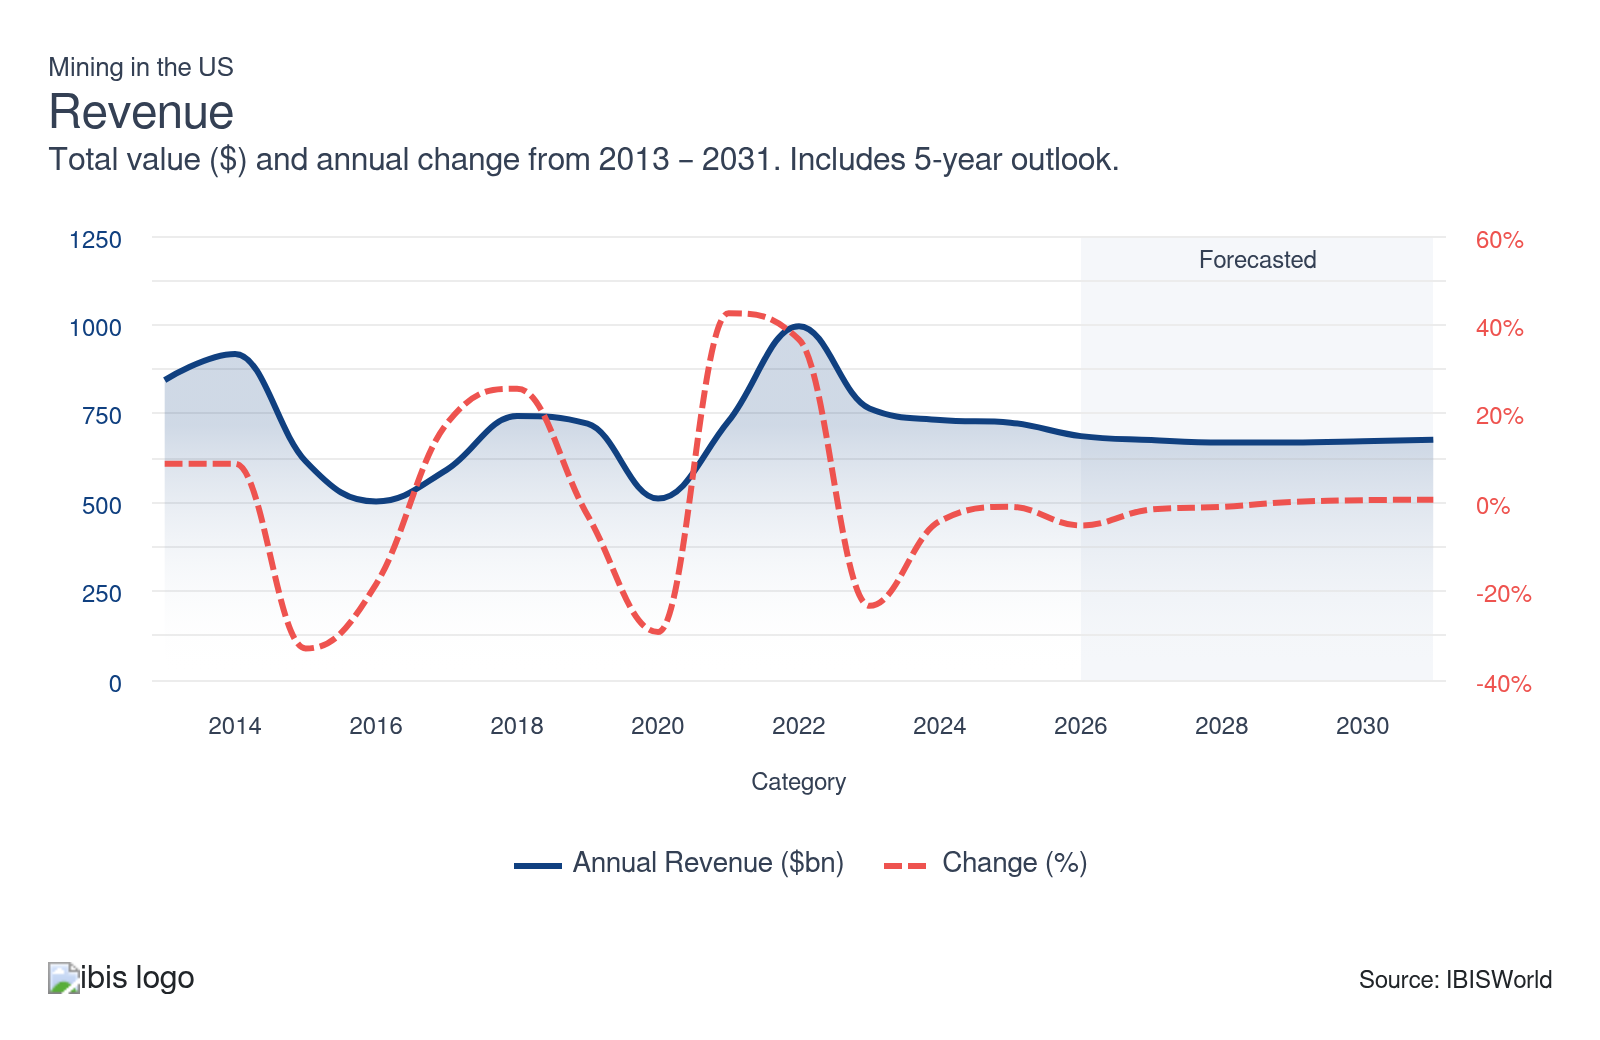 Mining in the US
Revenue
Total value ($) and annual change from 2013 – 2031. Includes 5-year outlook.
1250
1000
750
500
250
0
60%
40%
20%
0%
-20%
-40%
Forecasted
2014 2016 2018 2020 2022 2024 2026 2028 2030
Category
Annual Revenue ($bn) Change (%)
ibis logo
Source: IBISWorld